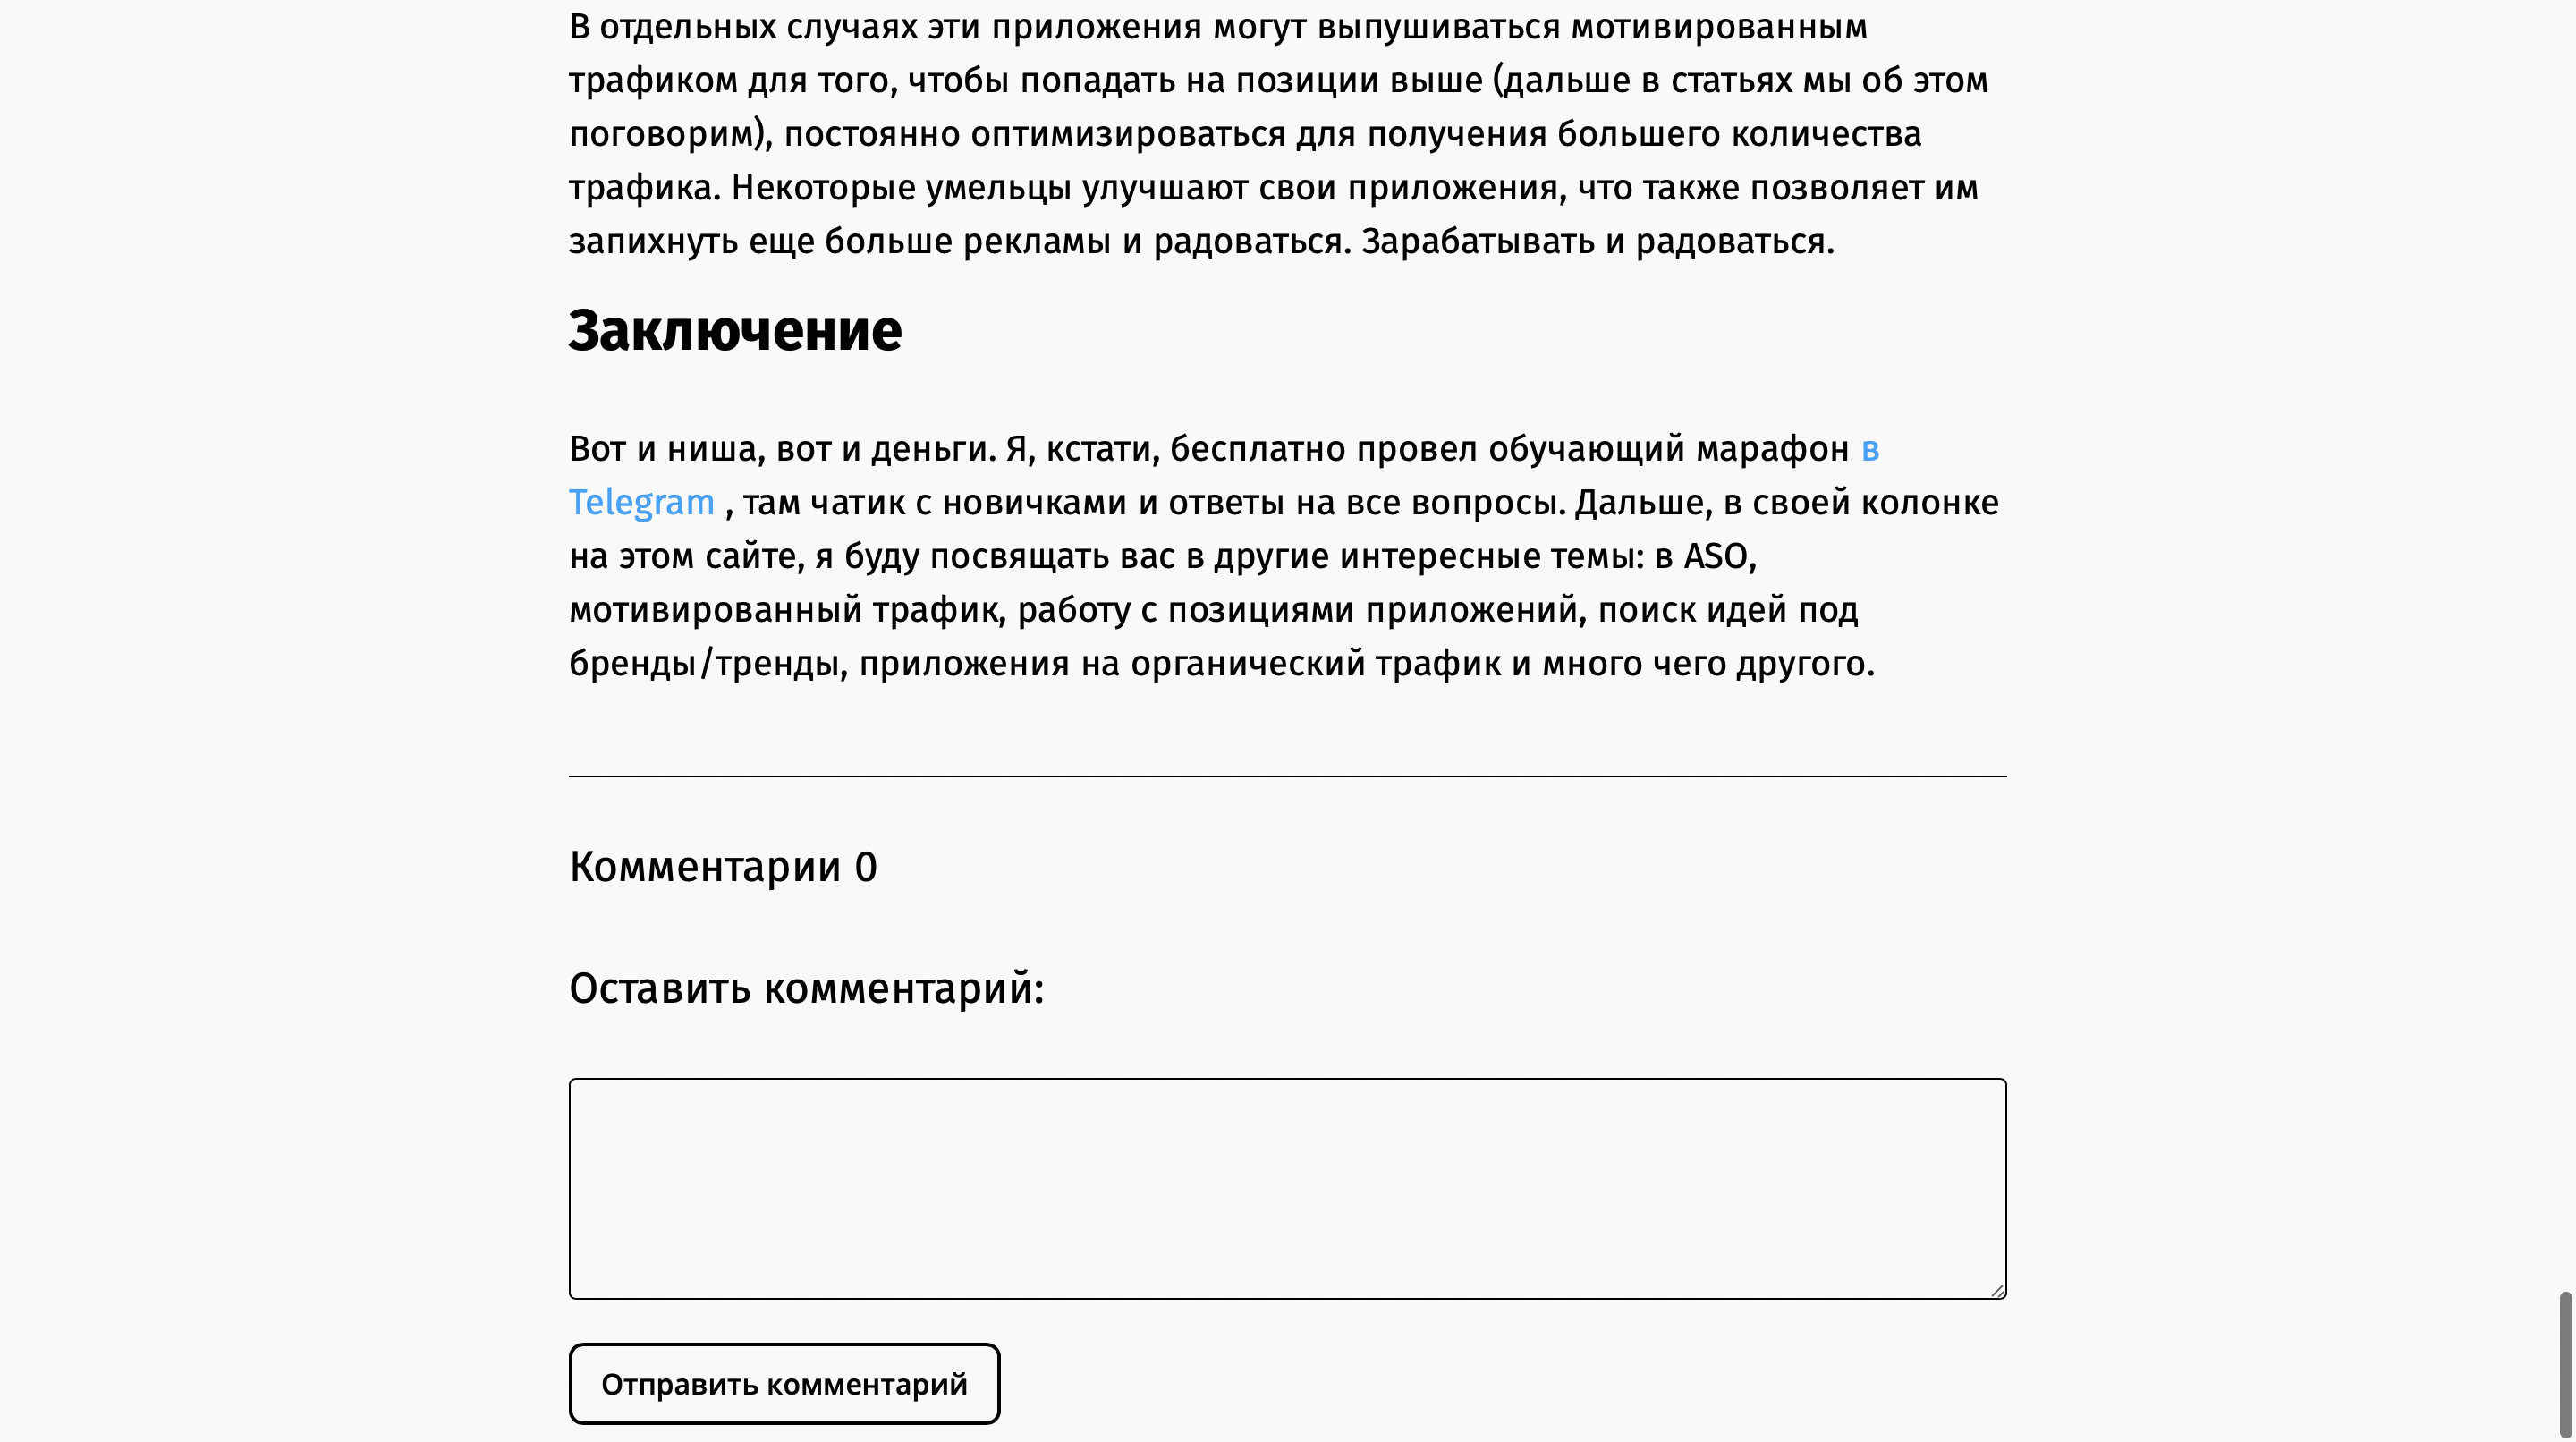 В отдельных случаях эти приложения могут выпушиваться мотивированным
трафиком для того, чтобы попадать на позиции выше (дальше в статьях мы об этом
поговорим), постоянно оптимизироваться для получения большего количества
трафика. Некоторые умельцы улучшают свои приложения, что также позволяет им
запихнуть еще больше рекламы и радоваться. Зарабатывать и радоваться.
Заключение
Вот и ниша, вот и деньги. Я, кстати, бесплатно провел обучающий марафон в
Telegram , там чатик с новичками и ответы на все вопросы. Дальше, в своей колонке
на этом сайте, я буду посвящать вас в другие интересные темы: в ASO,
мотивированный трафик, работу с позициями приложений, поиск идей под
бренды/тренды, приложения на органический трафик и много чего другого.
Комментарии 0
Оставить комментарий:
Отправить комментарий